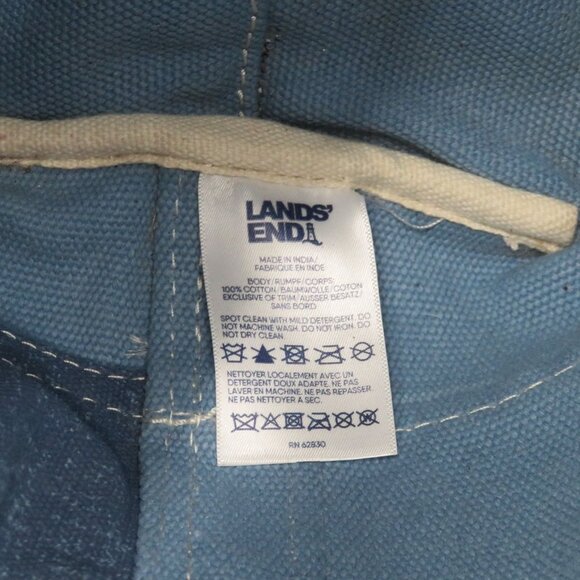 LANDS'
END
MADE IN INDIA/
FABRIQUE EN INDE
BODY/RUMPF/CORPS:
100% COTTON/BAUMWOLLE/COTON
EXCLUSIVE OF TRIM/AUSSER BESATZ/
SANS BORD
SPOT CLEAN WITH MILD DETERGENT. DO
NOT MACHINE WASH. DO NOT IRON. DO
NOT DRY CLEAN.
NETTOYER LOCALEMENT AVEC UN
DETERGENT DOUX ADAPTE. NE PAS
LAVER EN MACHINE. NE PAS REPASSER.
NE PAS NETTOYER A SEC.
RN 62830